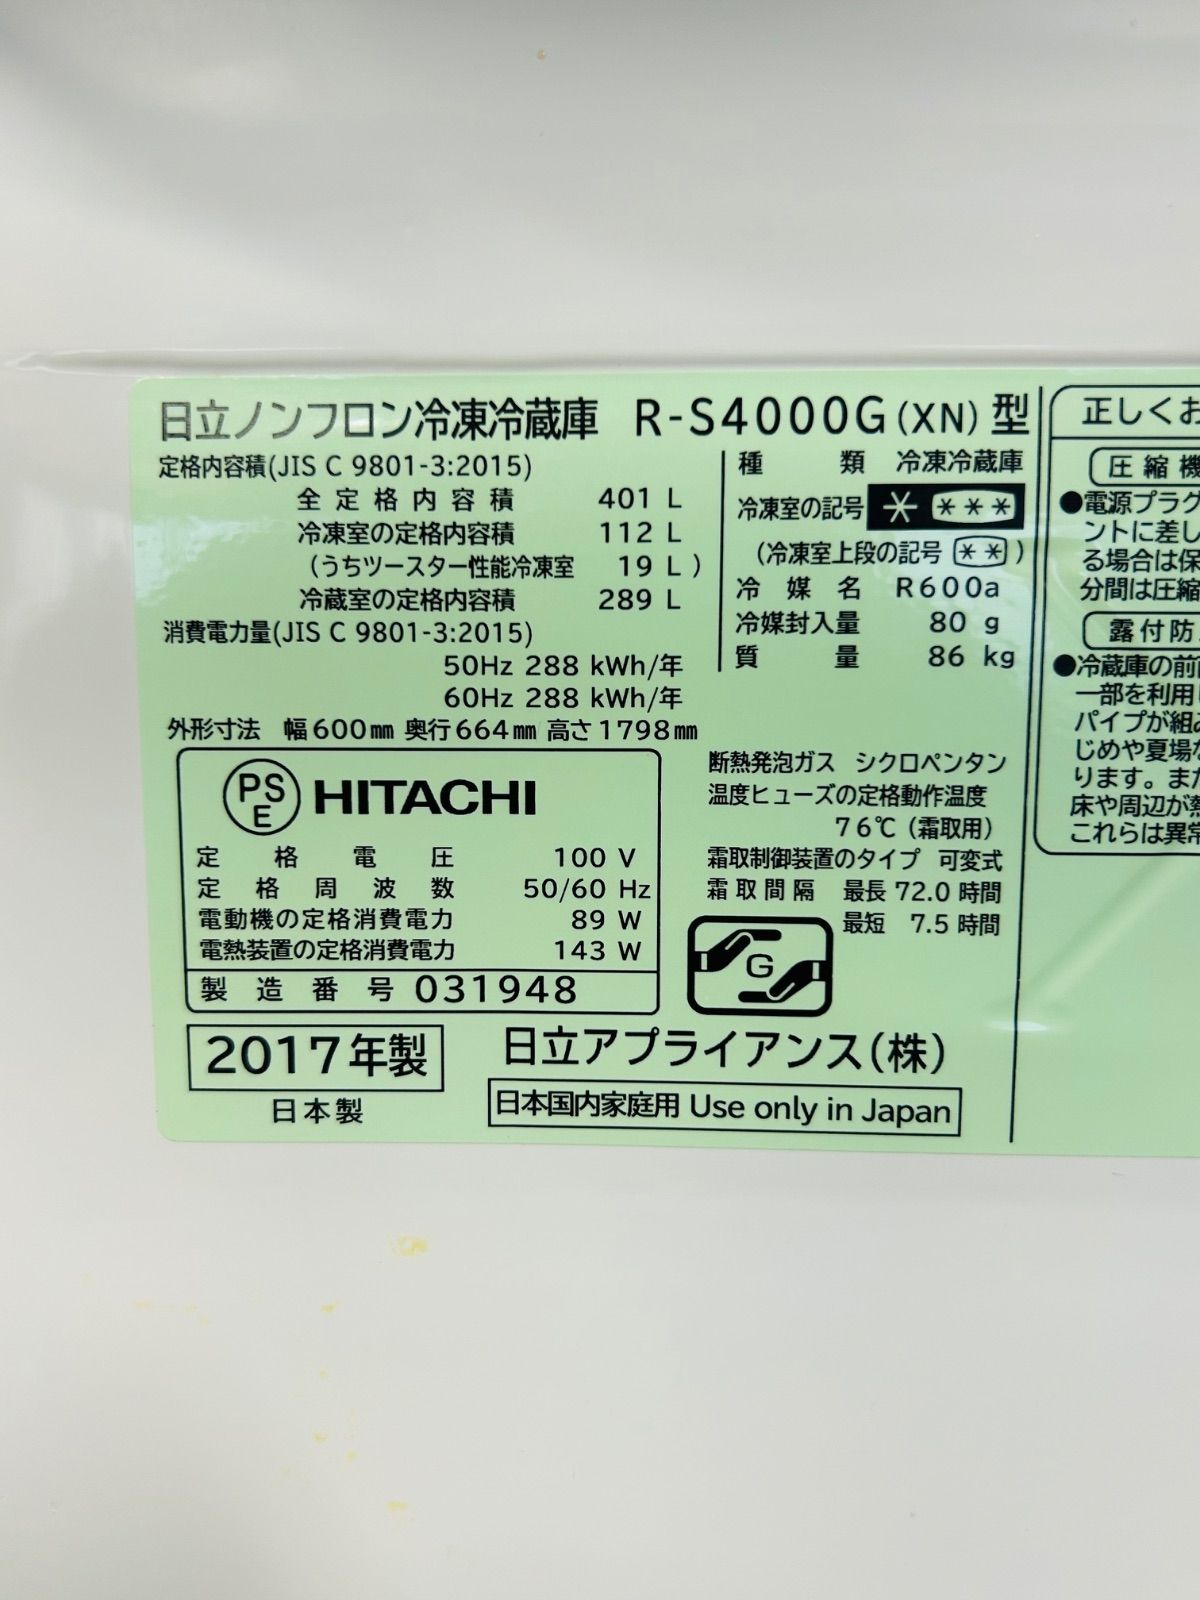 日立ノンフロン冷凍冷蔵庫 R-S4000G(XN)型
定格内容積(JIS C 9801-3:2015)
全定格内容積 401 L
冷凍室の定格内容積 112 L
(うちツースター性能冷凍室 19 L)
冷蔵室の定格内容積 289 L
消費電力量(JIS C 9801-3:2015)
50Hz 288 kWh/年
60Hz 288 kWh/年
外形寸法 幅600㎜ 奥行664㎜ 高さ1798㎜
種類 冷凍冷蔵庫
冷凍室の記号 * ***
(冷凍室上段の記号 **)
冷媒名 R600a
冷媒封入量 80 g
質量 86 kg
PSE HITACHI
定格電圧 100 V
定格周波数 50/60 Hz
電動機の定格消費電力 89 W
電熱装置の定格消費電力 143 W
製造番号 031948
断熱発泡ガス シクロペンタン
温度ヒューズの定格動作温度
76℃(霜取用)
霜取制御装置のタイプ 可変式
霜取間隔 最長 72.0 時間
最短 7.5 時間
G
2017年製
日本製
日立アプライアンス(株)
日本国内家庭用 Use only in Japan
正しくお
圧縮機
●電源プラグ
ントに差し
る場合は保
分間は圧縮
露付防
●冷蔵庫の前面
一部を利用
パイプが組み
じめや夏場な
ります。また
床や周辺が熱
これらは異常